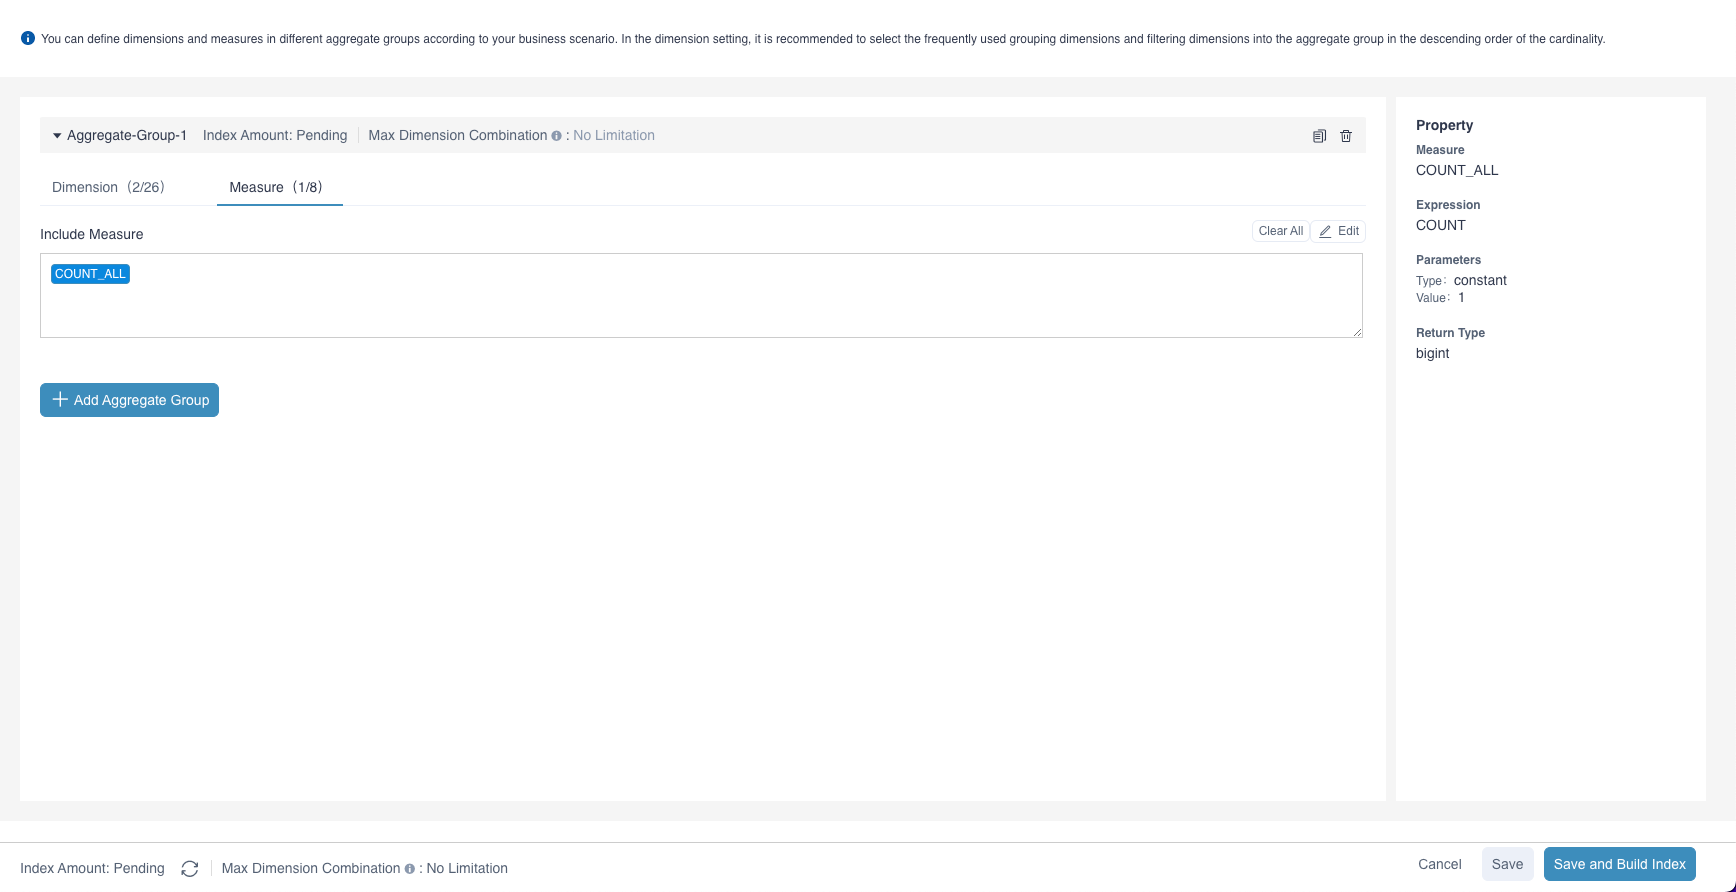 You can define dimensions and measures in different aggregate groups according to your business scenario. In the dimension setting, it is recommended to select the frequently used grouping dimensions and filtering dimensions into the aggregate group in the descending order of the cardinality.
Aggregate-Group-1 Index Amount: Pending Max Dimension Combination : No Limitation
Dimension (2/26) Measure (1/8)
Include Measure Clear All Edit
COUNT_ALL
Add Aggregate Group
Property
Measure
COUNT_ALL
Expression
COUNT
Parameters
Type: constant
Value: 1
Return Type
bigint
Index Amount: Pending Max Dimension Combination : No Limitation Cancel Save Save and Build Index